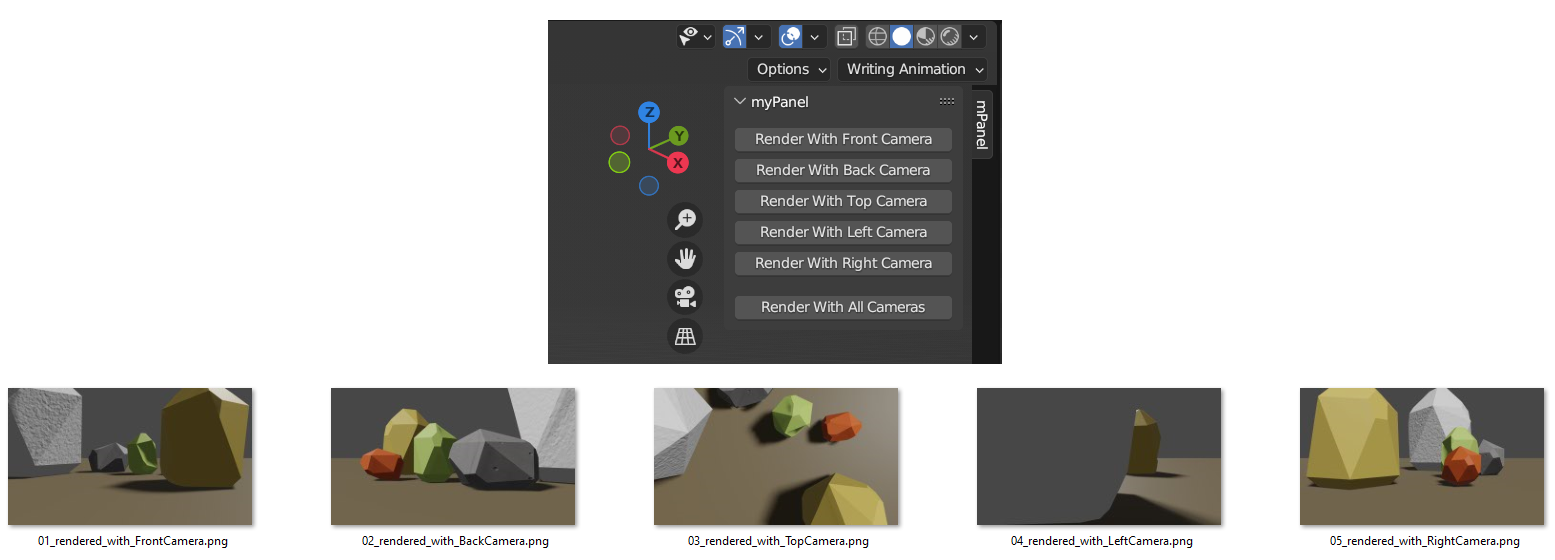 Options
Writing Animation
myPanel
mPanel
Z
Y
X
Render With Front Camera
Render With Back Camera
Render With Top Camera
Render With Left Camera
Render With Right Camera
Render With All Cameras
01_rendered_with_FrontCamera.png
02_rendered_with_BackCamera.png
03_rendered_with_TopCamera.png
04_rendered_with_LeftCamera.png
05_rendered_with_RightCamera.png